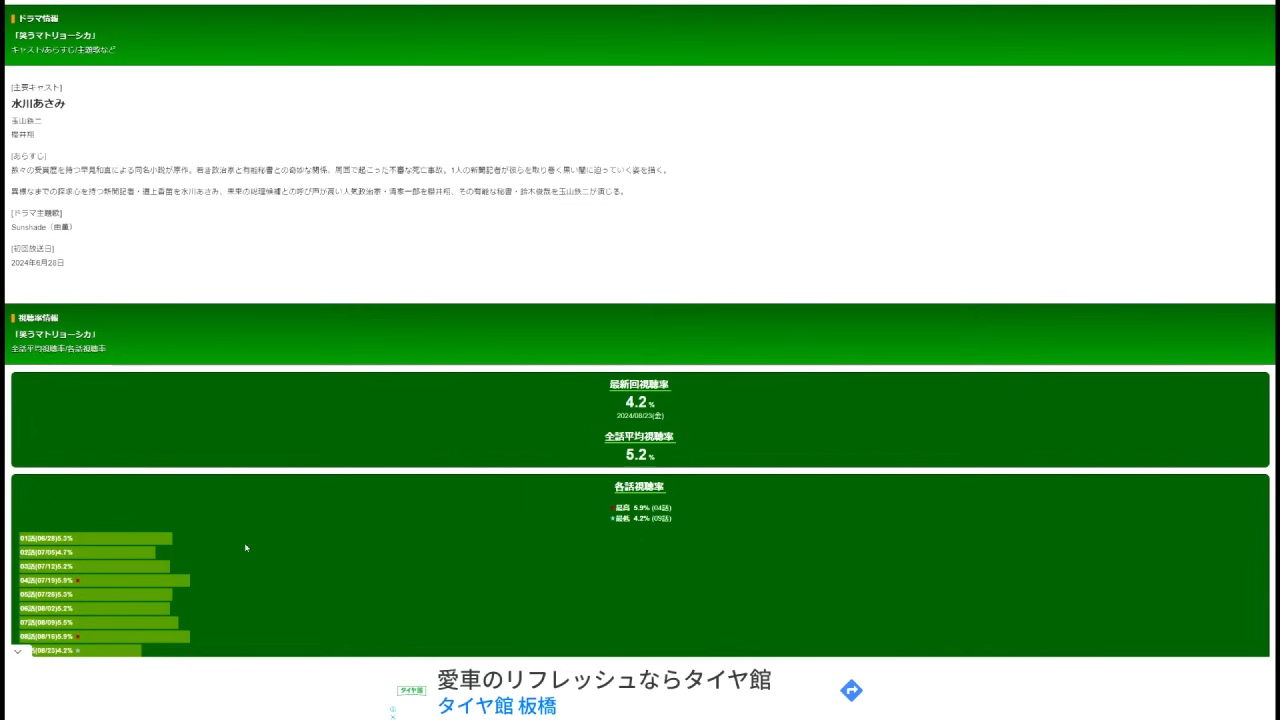 ドラマ情報
「笑うマトリョーシカ」
キャスト/あらすじ/主題歌など
[主要キャスト]
水川あさみ
玉山鉄二
櫻井翔
[あらすじ]
数々の受賞歴を持つ早見和真による同名小説が原作。若き政治家と有能秘書との奇妙な関係、周囲で起こった不審な死亡事故。1人の新聞記者が彼らを取り巻く黒い闇に迫っていく姿を描く。
異様なまでの探求心を持つ新聞記者・道上香苗を水川あさみ、未来の総理候補との呼び声が高い人気政治家・清家一郎を櫻井翔、その有能な秘書・鈴木俊哉を玉山鉄二が演じる。
[ドラマ主題歌]
Sunshade（由薫）
[初回放送日]
2024年6月28日
視聴率情報
「笑うマトリョーシカ」
全話平均視聴率/各話視聴率
最新回視聴率
4.2 %
2024/08/23(金)
全話平均視聴率
5.2 %
各話視聴率
★最高 5.9% (04話)
★最低 4.2% (09話)
01話(06/28)5.3%
02話(07/05)4.7%
03話(07/12)5.2%
04話(07/19)5.9% ★
05話(07/26)5.3%
06話(08/02)5.2%
07話(08/09)5.5%
08話(08/16)5.9% ★
(08/23)4.2% ★
タイヤ館
愛車のリフレッシュならタイヤ館
タイヤ館 板橋